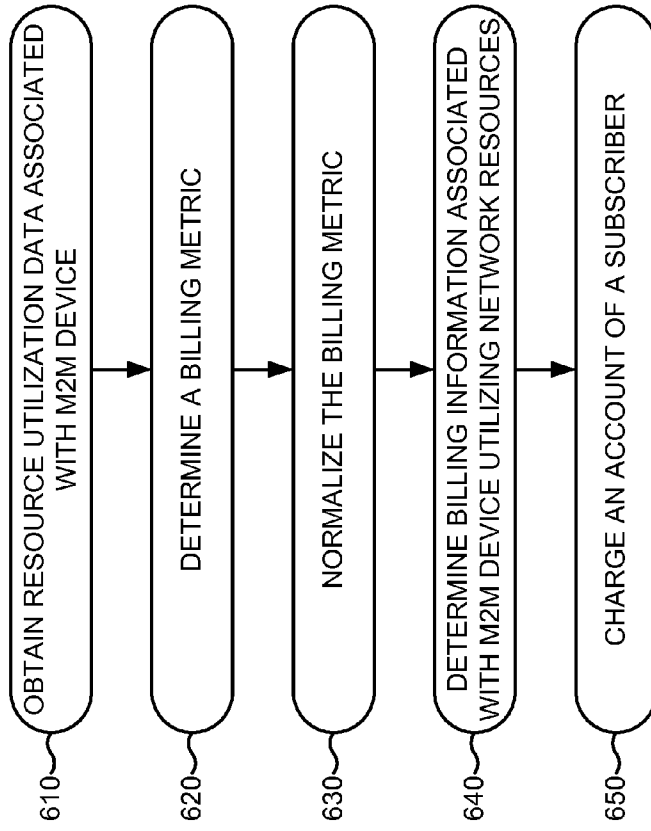 610
OBTAIN RESOURCE UTILIZATION DATA ASSOCIATED
WITH M2M DEVICE
620
DETERMINE A BILLING METRIC
630
NORMALIZE THE BILLING METRIC
640
DETERMINE BILLING INFORMATION ASSOCIATED
WITH M2M DEVICE UTILIZING NETWORK RESOURCES
650
CHARGE AN ACCOUNT OF A SUBSCRIBER